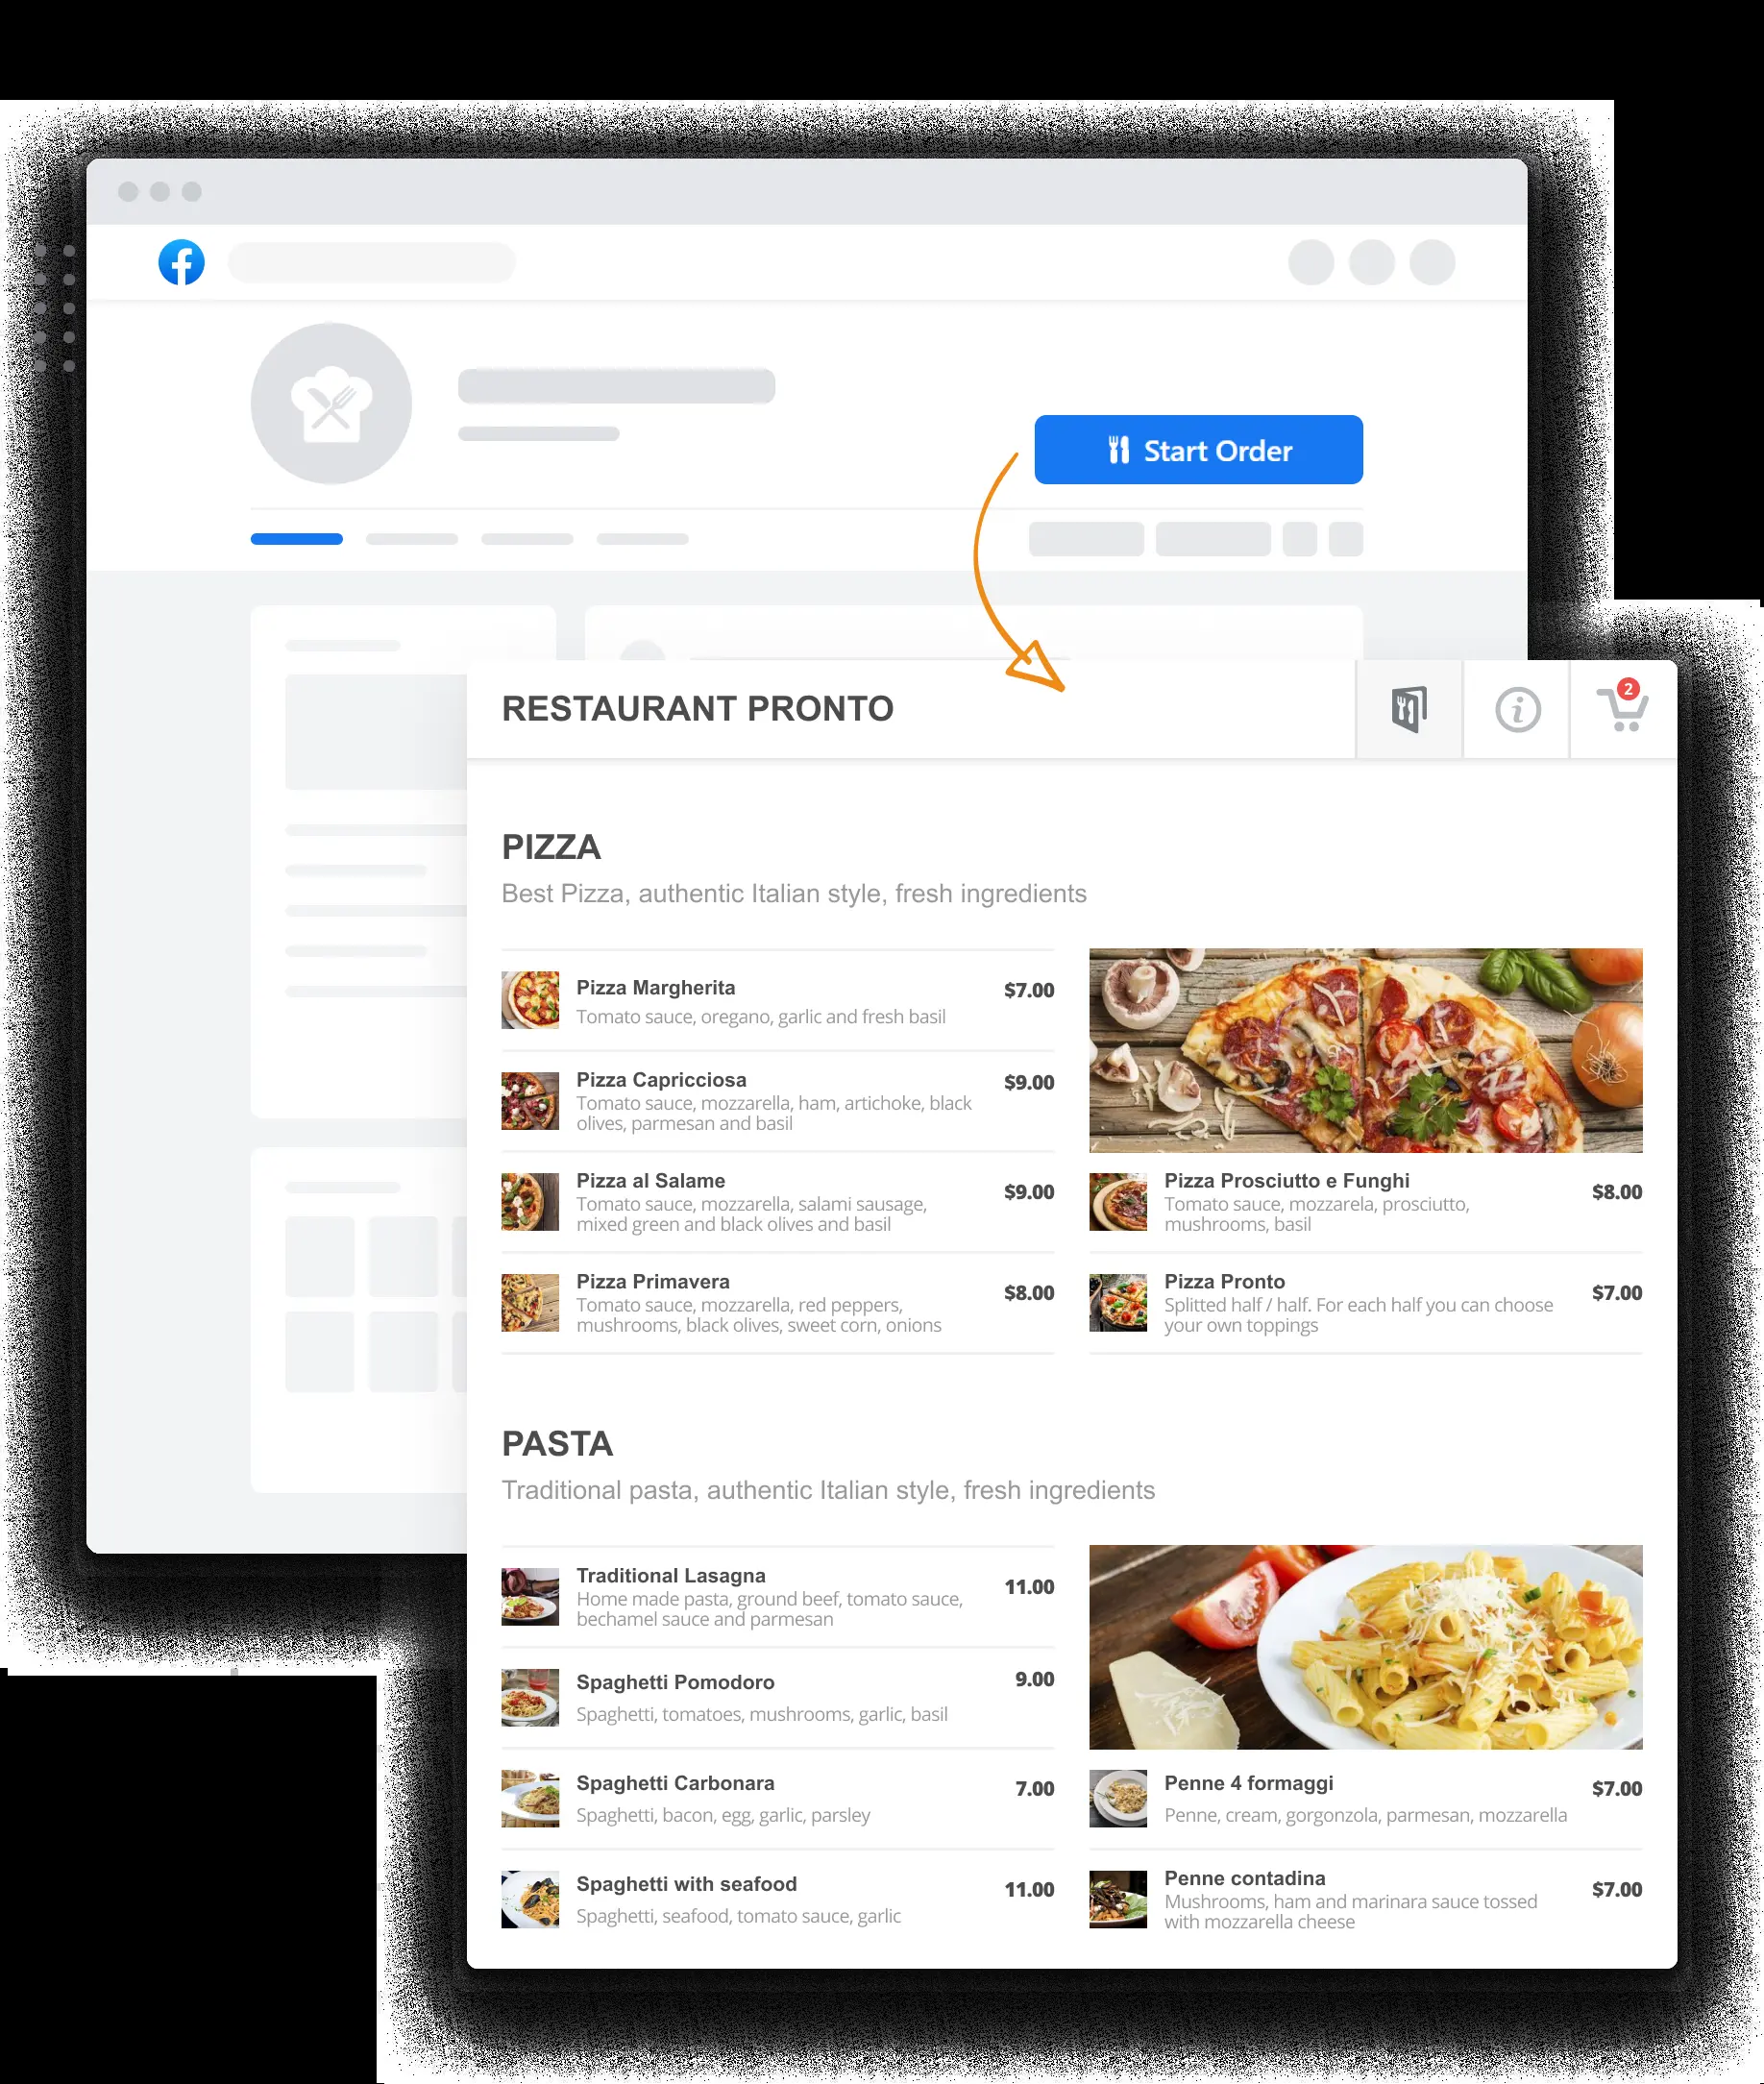 Start Order
RESTAURANT PRONTO
2
PIZZA
Best Pizza, authentic Italian style, fresh ingredients
Pizza Margherita
$7.00
Tomato sauce, oregano, garlic and fresh basil
Pizza Capricciosa
$9.00
Tomato sauce, mozzarella, ham, artichoke, black
olives, parmesan and basil
Pizza al Salame
$9.00
Tomato sauce, mozzarella, salami sausage,
mixed green and black olives and basil
Pizza Primavera
$8.00
Tomato sauce, mozzarella, red peppers,
mushrooms, black olives, sweet corn, onions
Pizza Prosciutto e Funghi
$8.00
Tomato sauce, mozzarela, prosciutto,
mushrooms, basil
Pizza Pronto
$7.00
Splitted half / half. For each half you can choose
your own toppings
PASTA
Traditional pasta, authentic Italian style, fresh ingredients
Traditional Lasagna
11.00
Home made pasta, ground beef, tomato sauce,
bechamel sauce and parmesan
Spaghetti Pomodoro
9.00
Spaghetti, tomatoes, mushrooms, garlic, basil
Spaghetti Carbonara
7.00
Spaghetti, bacon, egg, garlic, parsley
Spaghetti with seafood
11.00
Spaghetti, seafood, tomato sauce, garlic
Penne 4 formaggi
$7.00
Penne, cream, gorgonzola, parmesan, mozzarella
Penne contadina
$7.00
Mushrooms, ham and marinara sauce tossed
with mozzarella cheese